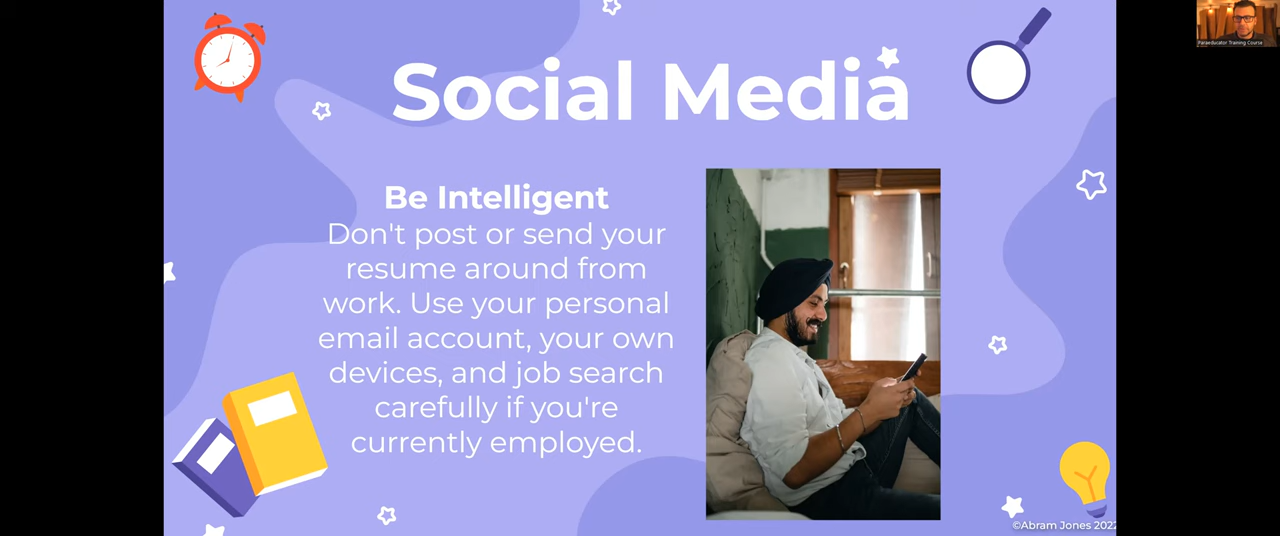 Social Media
Be Intelligent
Don't post or send your
resume around from
work. Use your personal
email account, your own
devices, and job search
carefully if you're
currently employed.
©Abram Jones 2022
Paraeducator Training Course